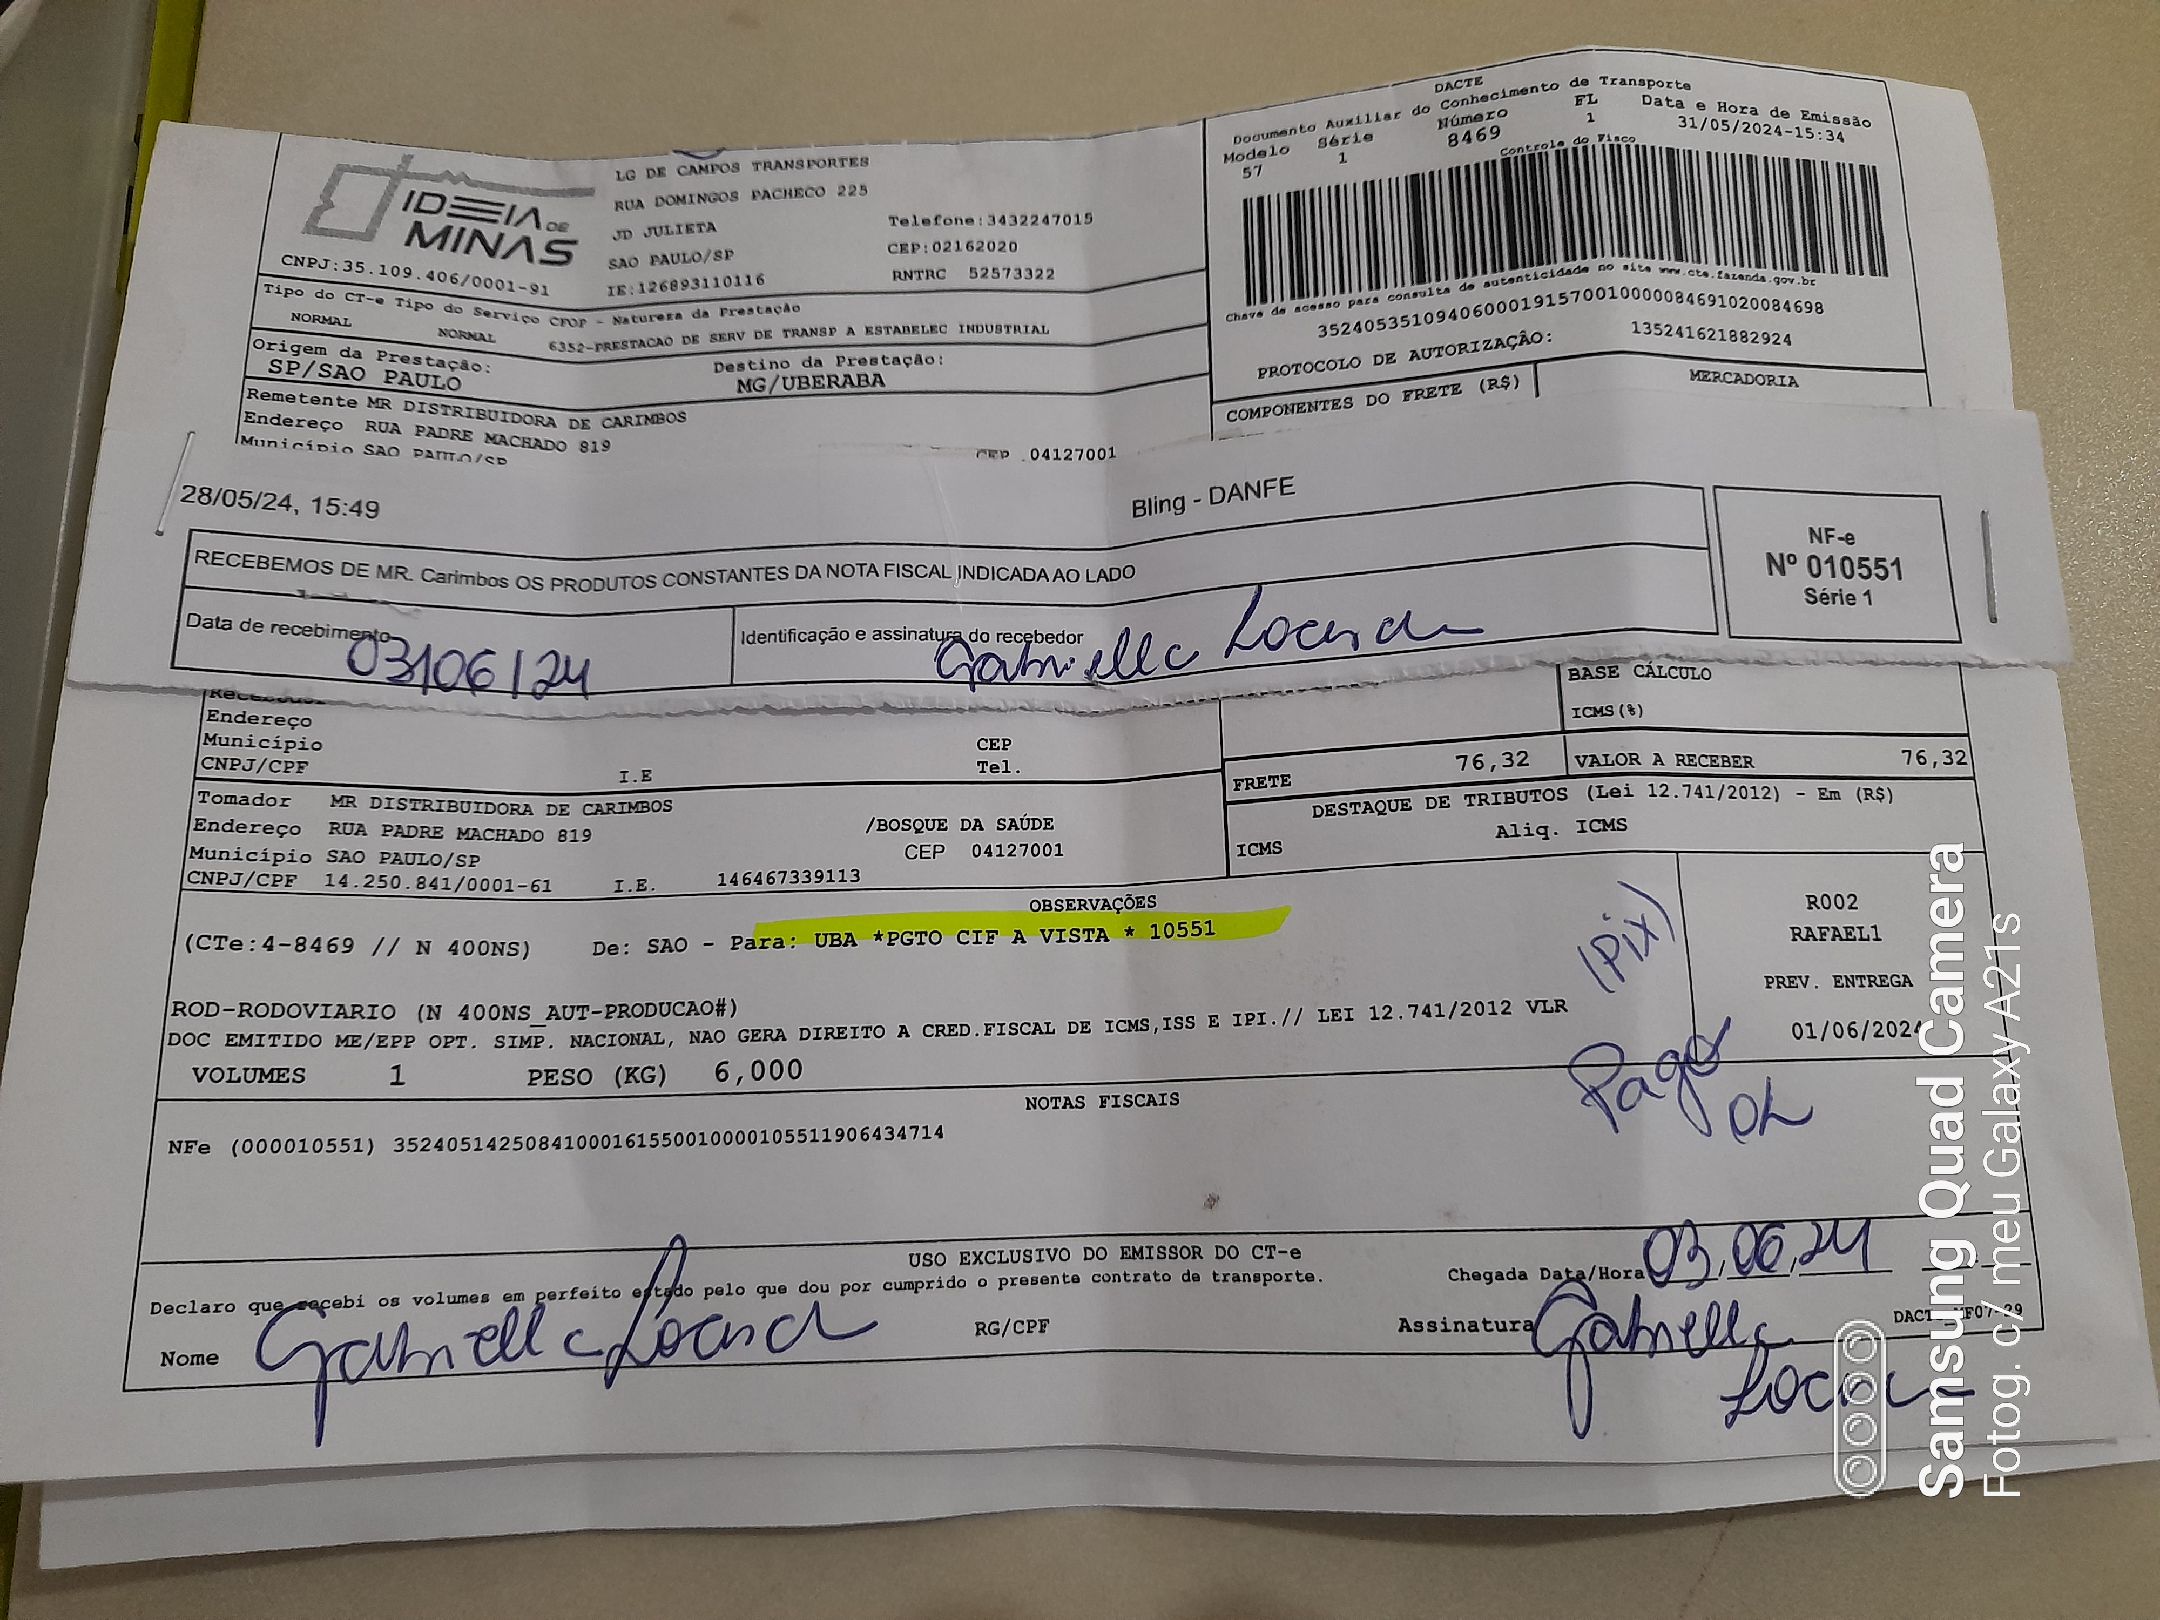 IDEIA DE MINAS
CNPJ:35.109.406/0001-91
LG DE CAMPOS TRANSPORTES
RUA DOMINGOS PACHECO 225
JD JULIETA
SAO PAULO/SP
IE:126893110116
Telefone:3432247015
CEP:02162020
RNTRC 52573322
DACTE
Documento Auxiliar do Conhecimento de Transporte
Modelo Série Número FL Data e Hora de Emissão
57 1 8469 1 31/05/2024-15:34
Controle do Fisco
Chave de acesso para consulta de autenticidade no site www.cte.fazenda.gov.br
35240535109406000191570010000084691020084698
PROTOCOLO DE AUTORIZAÇÃO: 135241621882924
COMPONENTES DO FRETE (R$) MERCADORIA
Tipo do CT-e Tipo do Serviço CFOP - Natureza da Prestação
NORMAL NORMAL 6352-PRESTACAO DE SERV DE TRANSP A ESTABELEC INDUSTRIAL
Origem da Prestação: Destino da Prestação:
SP/SAO PAULO MG/UBERABA
Remetente MR DISTRIBUIDORA DE CARIMBOS
Endereço RUA PADRE MACHADO 819
Município SAO PAULO/SP CEP .04127001
28/05/24, 15:49 Bling - DANFE
RECEBEMOS DE MR. Carimbos OS PRODUTOS CONSTANTES DA NOTA FISCAL INDICADA AO LADO
NF-e
Nº 010551
Série 1
Data de recebimento Identificação e assinatura do recebedor
03/06/24 Gabriella
BASE CÁLCULO
ICMS(%)
Endereço
Município CEP
CNPJ/CPF I.E Tel.
FRETE 76,32 VALOR A RECEBER 76,32
DESTAQUE DE TRIBUTOS (Lei 12.741/2012) - Em (R$)
Aliq. ICMS
ICMS
Tomador MR DISTRIBUIDORA DE CARIMBOS
Endereço RUA PADRE MACHADO 819 /BOSQUE DA SAÚDE
Município SAO PAULO/SP CEP 04127001
CNPJ/CPF 14.250.841/0001-61 I.E. 146467339113
OBSERVAÇÕES
(CTe:4-8469 // N 400NS) De: SAO - Para: UBA *PGTO CIF A VISTA * 10551
(Pix)
R002
RAFAEL1
PREV. ENTREGA
01/06/2024
ROD-RODOVIARIO (N 400NS_AUT-PRODUCAO#)
DOC EMITIDO ME/EPP OPT. SIMP. NACIONAL, NAO GERA DIREITO A CRED.FISCAL DE ICMS,ISS E IPI.// LEI 12.741/2012 VLR
VOLUMES 1 PESO (KG) 6,000
Pago
NOTAS FISCAIS
NFe (000010551) 35240514250841000161550010000105511906434714
USO EXCLUSIVO DO EMISSOR DO CT-e
Declaro que recebi os volumes em perfeito estado pelo que dou por cumprido o presente contrato de transporte.
Chegada Data/Hora 03,06,24
Nome Gabriella RG/CPF Assinatura Gabriella
Samsung Quad Camera
Fotog. c/ meu Galaxy A21s